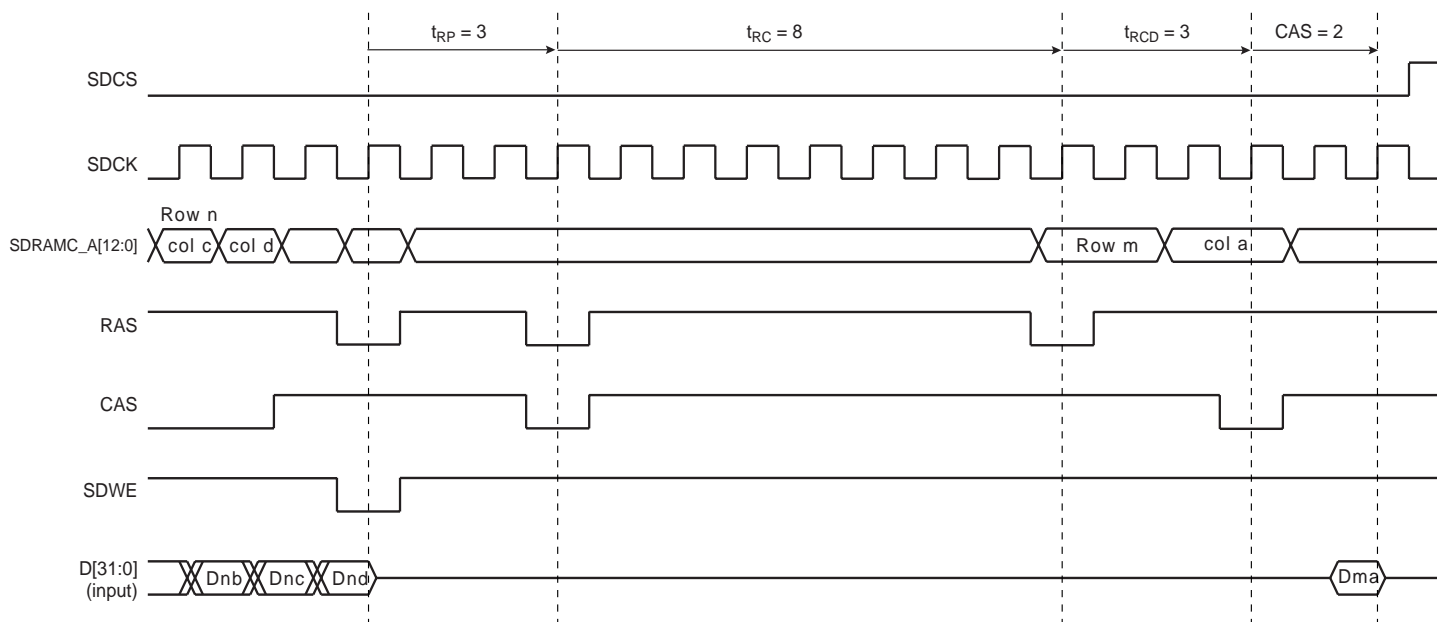 tRP = 3
tRC = 8
tRCD = 3
CAS = 2
SDCS
SDCK
Row n
SDRAMC_A[12:0]
col c
col d
Row m
col a
RAS
CAS
SDWE
D[31:0]
(input)
Dnb
Dnc
Dnd
Dma